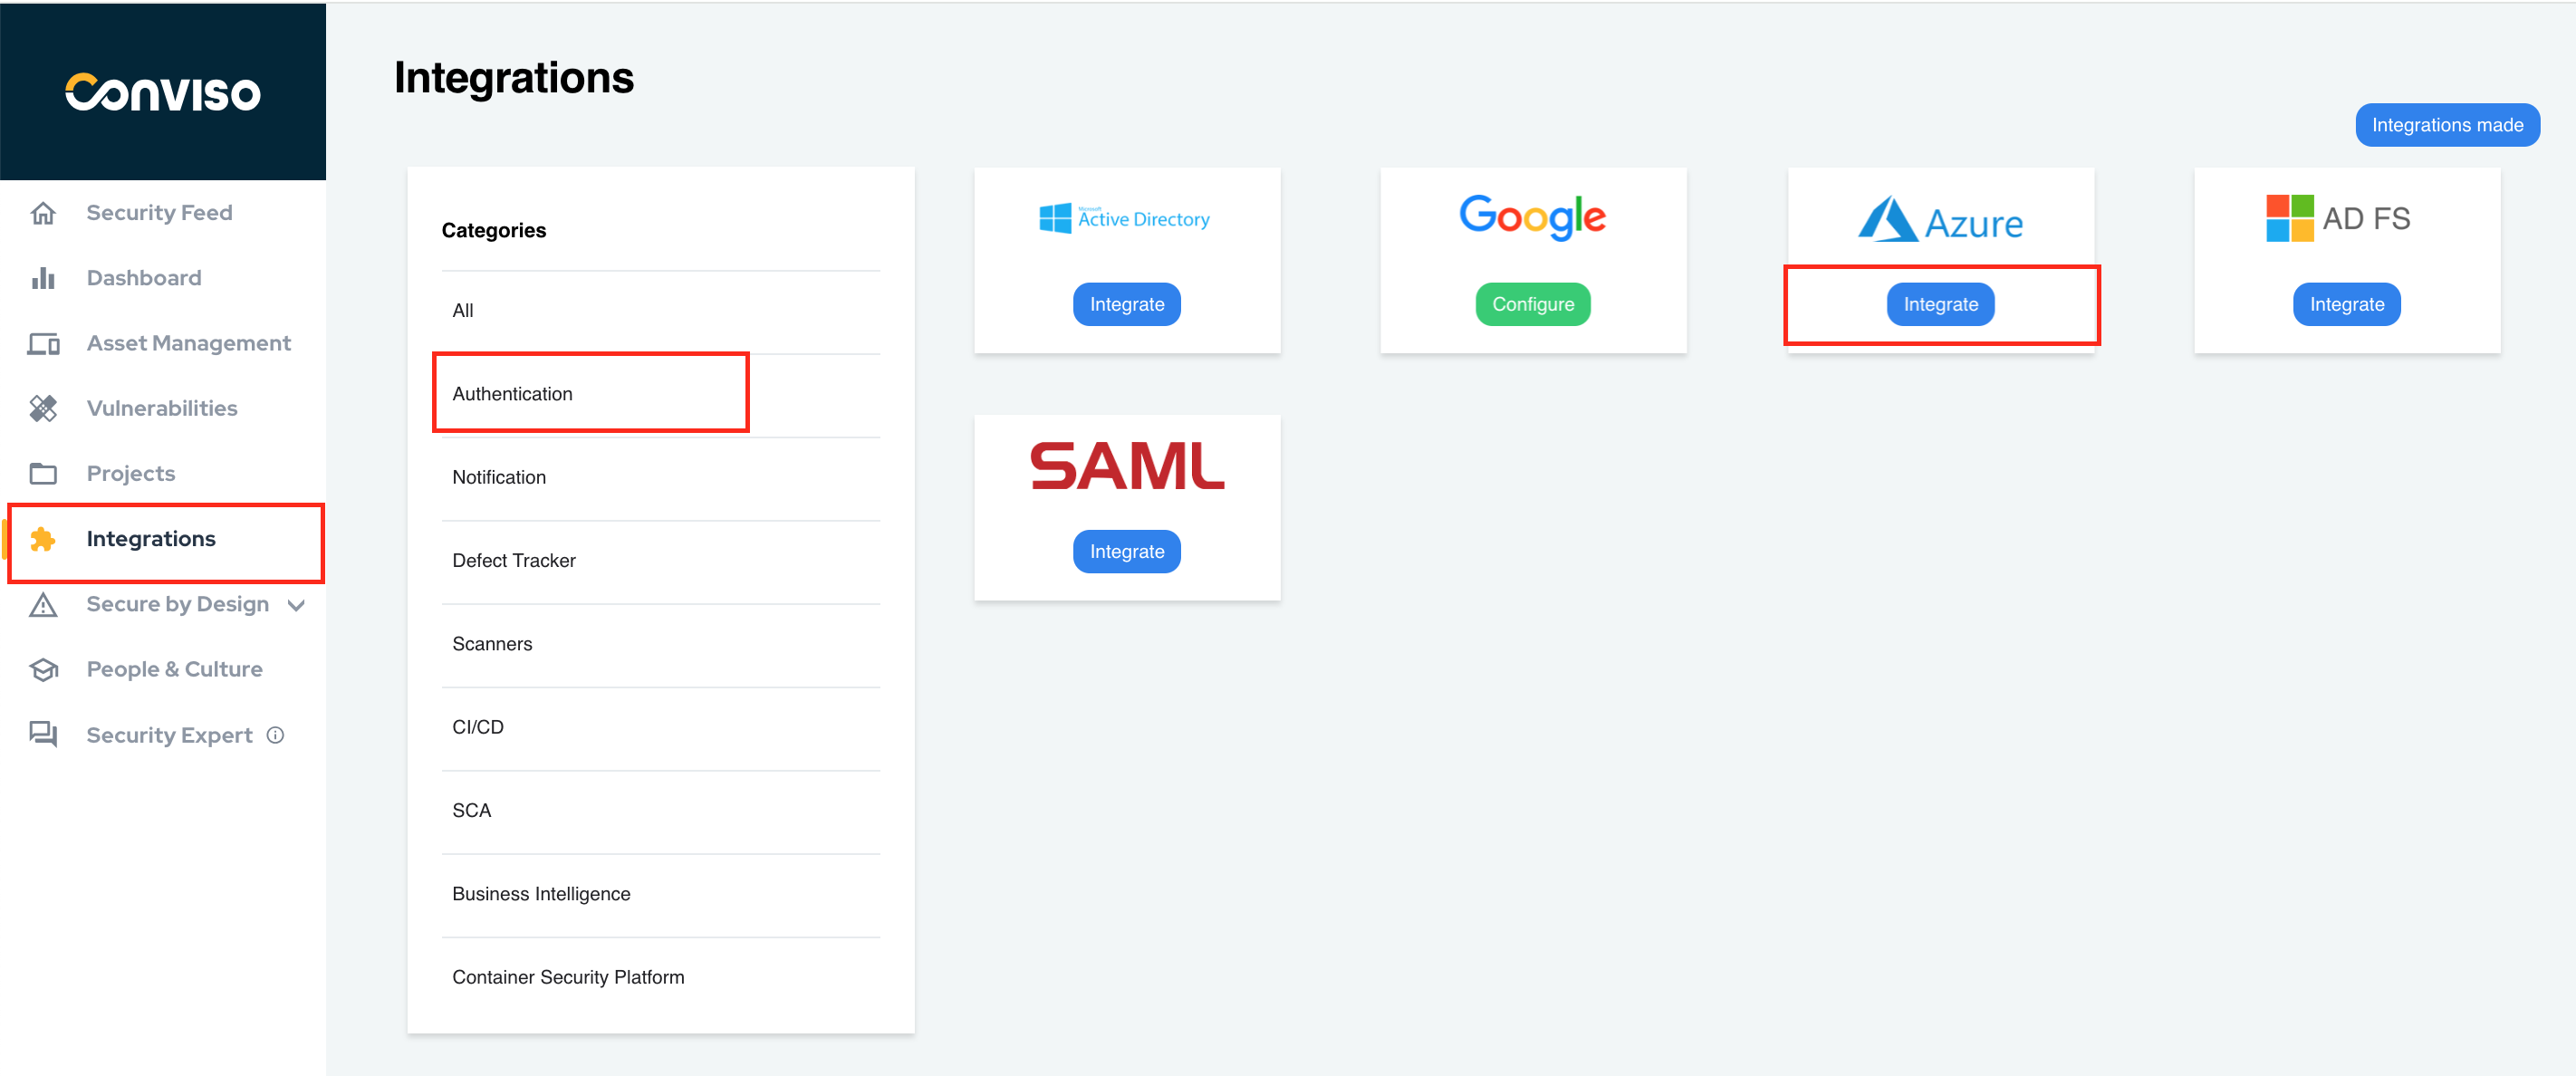 Conviso
Security Feed
Dashboard
Asset Management
Vulnerabilities
Projects
Integrations
Secure by Design
People & Culture
Security Expert
Integrations
Integrations made
Categories
All
Authentication
Notification
Defect Tracker
Scanners
CI/CD
SCA
Business Intelligence
Container Security Platform
Microsoft
Active Directory
Integrate
Google
Configure
Azure
Integrate
AD FS
Integrate
SAML
Integrate